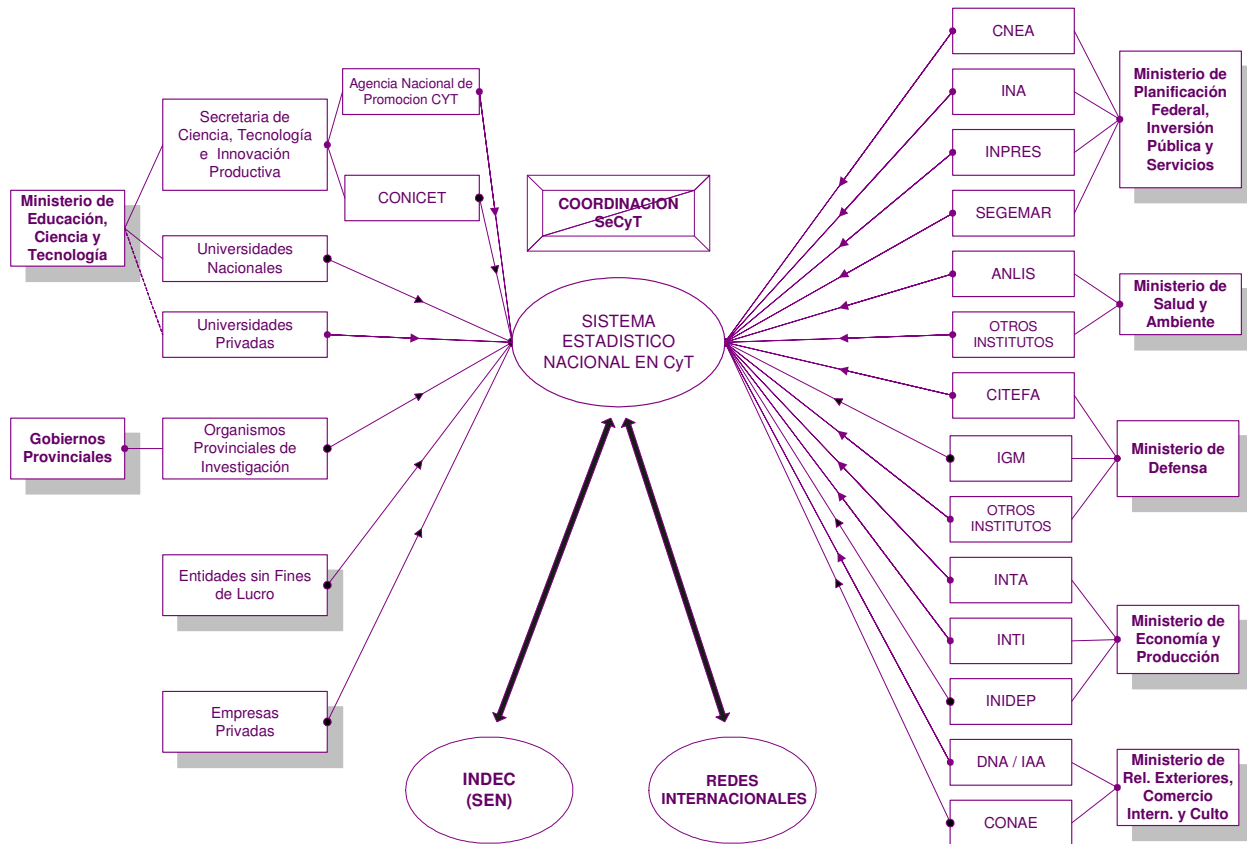 CNEA
Ministerio de
Planificación
Federal,
Inversión
Pública y
Servicios
INA
INPRES
SEGEMAR
Agencia Nacional de
Promocion CYT
Secretaria de
Ciencia, Tecnología
e Innovación
Productiva
CONICET
Ministerio de
Educación,
Ciencia y
Tecnología
Universidades
Nacionales
Universidades
Privadas
COORDINACION
SeCyT
SISTEMA
ESTADISTICO
NACIONAL EN CyT
ANLIS
OTROS
INSTITUTOS
Ministerio de
Salud y
Ambiente
CITEFA
IGM
OTROS
INSTITUTOS
Ministerio de
Defensa
Gobiernos
Provinciales
Organismos
Provinciales de
Investigación
Entidades sin Fines
de Lucro
Empresas
Privadas
INTA
INTI
INIDEP
Ministerio de
Economía y
Producción
DNA / IAA
CONAE
Ministerio de
Rel. Exteriores,
Comercio
Intern. y Culto
INDEC
(SEN)
REDES
INTERNACIONALES